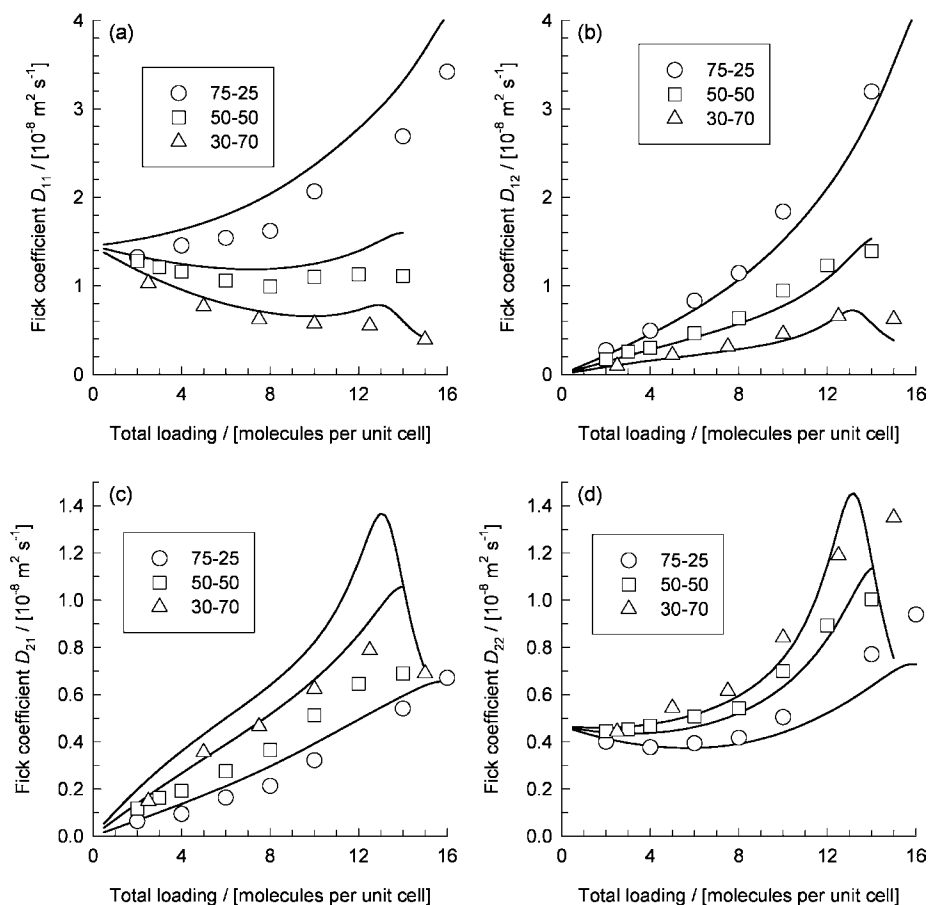 (a)
75-25
50-50
30-70
Fick coefficient D₁₁ / [10⁻⁸ m² s⁻¹]
4
3
2
1
0
0 4 8 12 16
Total loading / [molecules per unit cell]
(b)
75-25
50-50
30-70
Fick coefficient D₁₂ / [10⁻⁸ m² s⁻¹]
4
3
2
1
0
0 4 8 12 16
Total loading / [molecules per unit cell]
(c)
75-25
50-50
30-70
Fick coefficient D₂₁ / [10⁻⁸ m² s⁻¹]
1.4
1.2
1.0
0.8
0.6
0.4
0.2
0.0
0 4 8 12 16
Total loading / [molecules per unit cell]
(d)
75-25
50-50
30-70
Fick coefficient D₂₂ / [10⁻⁸ m² s⁻¹]
1.4
1.2
1.0
0.8
0.6
0.4
0.2
0.0
0 4 8 12 16
Total loading / [molecules per unit cell]